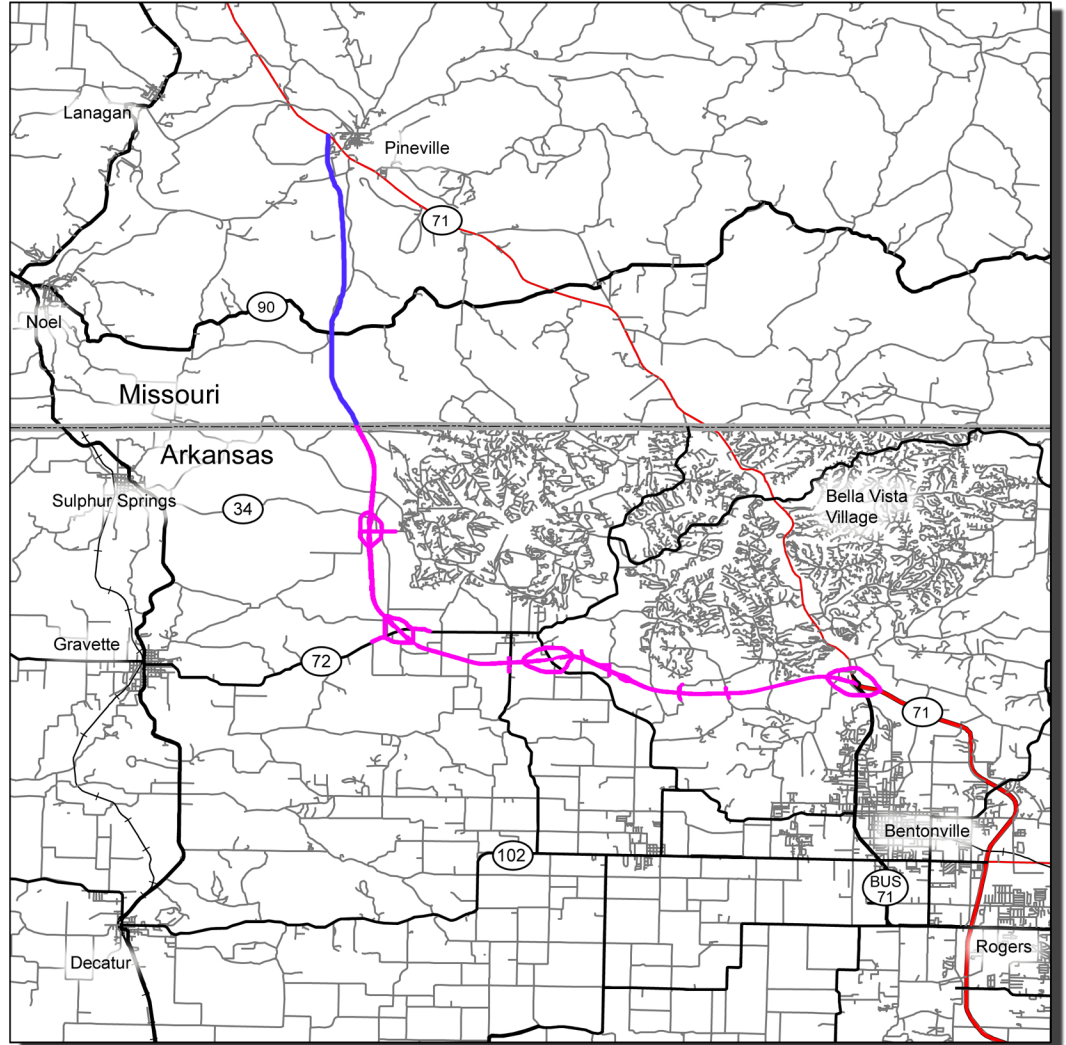 Lanagan
Pineville
71
90
Noel
Missouri
Arkansas
Sulphur Springs
34
Bella Vista
Village
Gravette
72
71
Bentonville
102
BUS
71
Rogers
Decatur